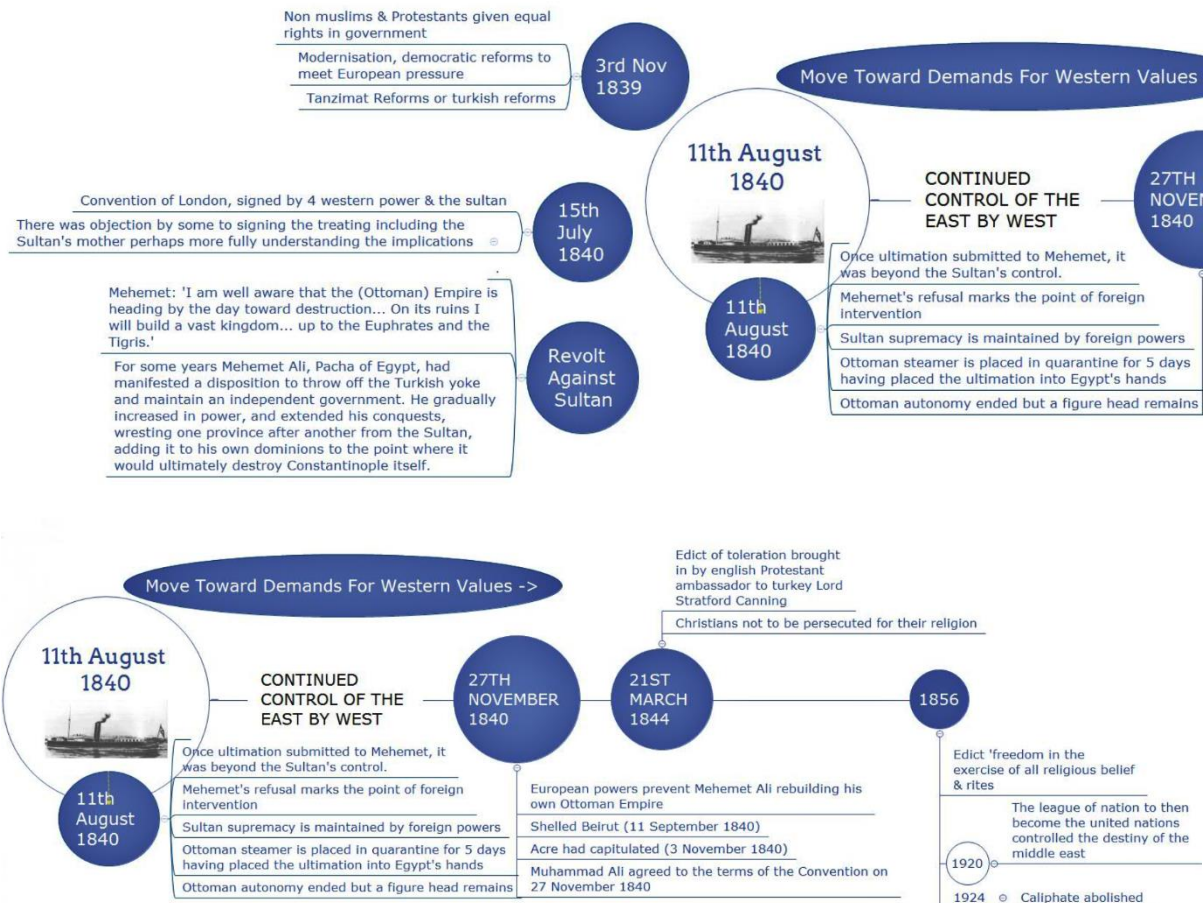 Non muslims & Protestants given equal
rights in government
Modernisation, democratic reforms to
meet European pressure
Tanzimat Reforms or turkish reforms
3rd Nov
1839
Move Toward Demands For Western Values
11th August
1840
CONTINUED
CONTROL OF THE
EAST BY WEST
27TH
NOVEM
1840
Convention of London, signed by 4 western power & the sultan
There was objection by some to signing the treating including the
Sultan's mother perhaps more fully understanding the implications
15th
July
1840
Mehemet: 'I am well aware that the (Ottoman) Empire is
heading by the day toward destruction... On its ruins I
will build a vast kingdom... up to the Euphrates and the
Tigris.'
For some years Mehemet Ali, Pacha of Egypt, had
manifested a disposition to throw off the Turkish yoke
and maintain an independent government. He gradually
increased in power, and extended his conquests,
wresting one province after another from the Sultan,
adding it to his own dominions to the point where it
would ultimately destroy Constantinople itself.
Revolt
Against
Sultan
11th
August
1840
Once ultimation submitted to Mehemet, it
was beyond the Sultan's control.
Mehemet's refusal marks the point of foreign
intervention
Sultan supremacy is maintained by foreign powers
Ottoman steamer is placed in quarantine for 5 days
having placed the ultimation into Egypt's hands
Ottoman autonomy ended but a figure head remains
Move Toward Demands For Western Values ->
11th August
1840
CONTINUED
CONTROL OF THE
EAST BY WEST
27TH
NOVEMBER
1840
Edict of toleration brought
in by english Protestant
ambassador to turkey Lord
Stratford Canning
Christians not to be persecuted for their religion
21ST
MARCH
1844
1856
11th
August
1840
Once ultimation submitted to Mehemet, it
was beyond the Sultan's control.
Mehemet's refusal marks the point of foreign
intervention
Sultan supremacy is maintained by foreign powers
Ottoman steamer is placed in quarantine for 5 days
having placed the ultimation into Egypt's hands
Ottoman autonomy ended but a figure head remains
European powers prevent Mehemet Ali rebuilding his
own Ottoman Empire
Shelled Beirut (11 September 1840)
Acre had capitulated (3 November 1840)
Muhammad Ali agreed to the terms of the Convention on
27 November 1840
Edict 'freedom in the
exercise of all religious belief
& rites
The league of nation to then
become the united nations
controlled the destiny of the
middle east
1920
1924
Caliphate abolished